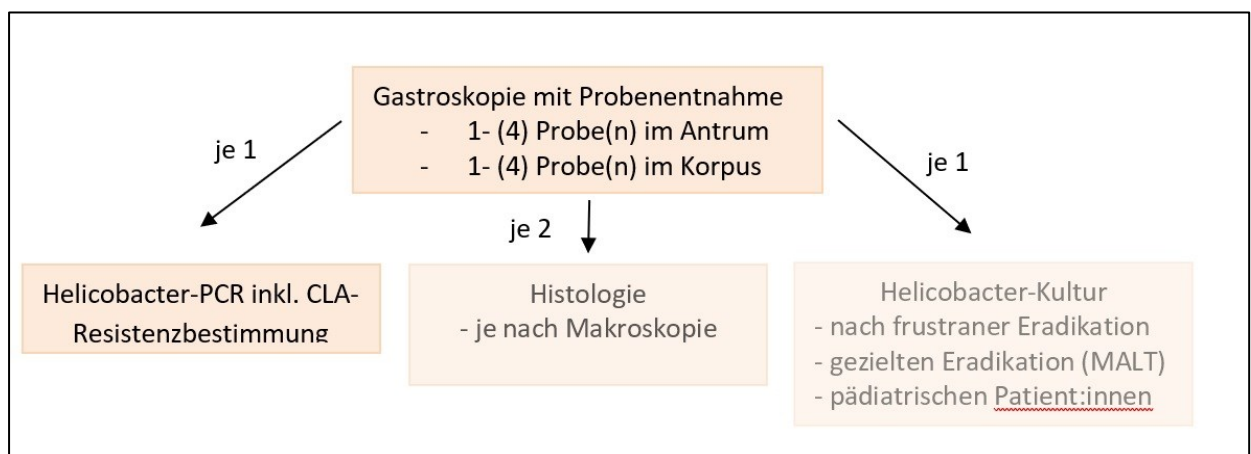 Gastroskopie mit Probenentnahme
- 1- (4) Probe(n) im Antrum
- 1- (4) Probe(n) im Korpus
je 1
je 2
je 1
Helicobacter-PCR inkl. CLA-
Resistenzbestimmung
Histologie
- je nach Makroskopie
Helicobacter-Kultur
- nach frustraner Eradikation
- gezielten Eradikation (MALT)
- pädiatrischen Patient:innen